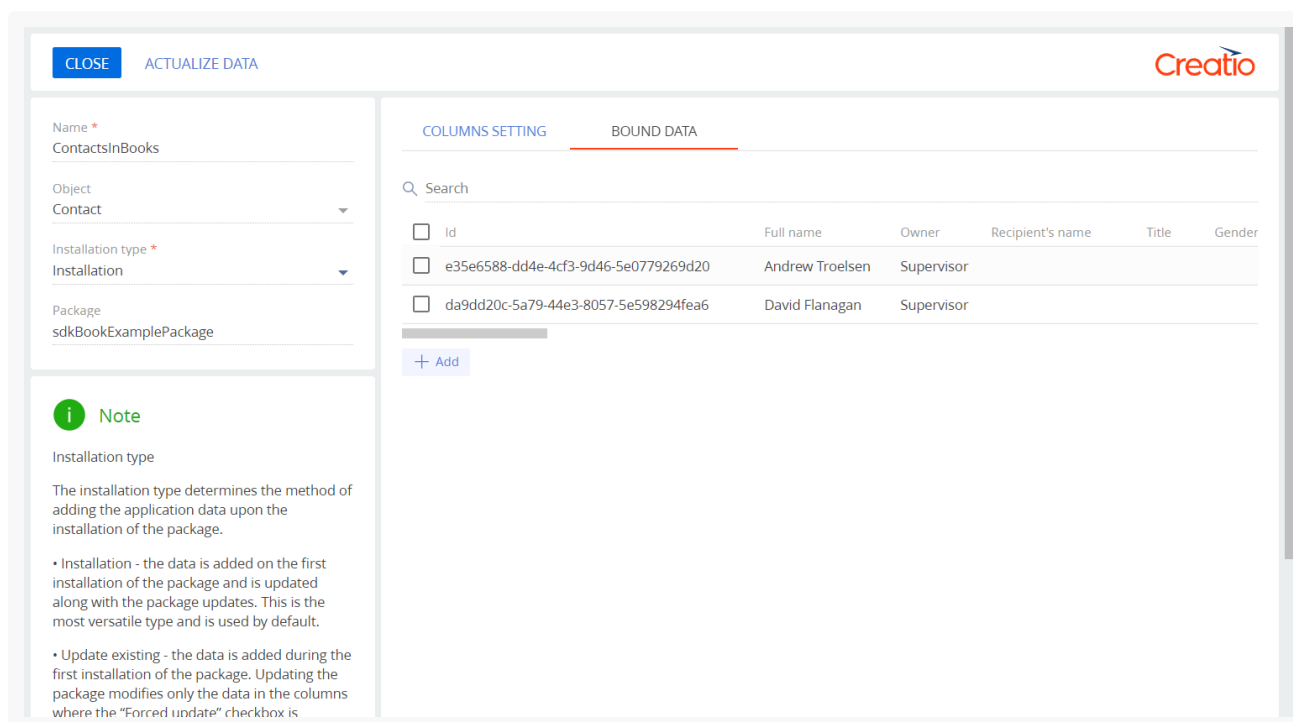 CLOSE
ACTUALIZE DATA
Creatio
Name *
ContactsInBooks
Object
Contact
Installation type *
Installation
Package
sdkBookExamplePackage
i Note
Installation type
The installation type determines the method of
adding the application data upon the
installation of the package.
• Installation - the data is added on the first
installation of the package and is updated
along with the package updates. This is the
most versatile type and is used by default.
• Update existing - the data is added during the
first installation of the package. Updating the
package modifies only the data in the columns
where the “Forced update” checkbox is
COLUMNS SETTING BOUND DATA
Search
Id Full name Owner Recipient's name Title Gender
e35e6588-dd4e-4cf3-9d46-5e0779269d20 Andrew Troelsen Supervisor
da9dd20c-5a79-44e3-8057-5e598294fea6 David Flanagan Supervisor
+ Add